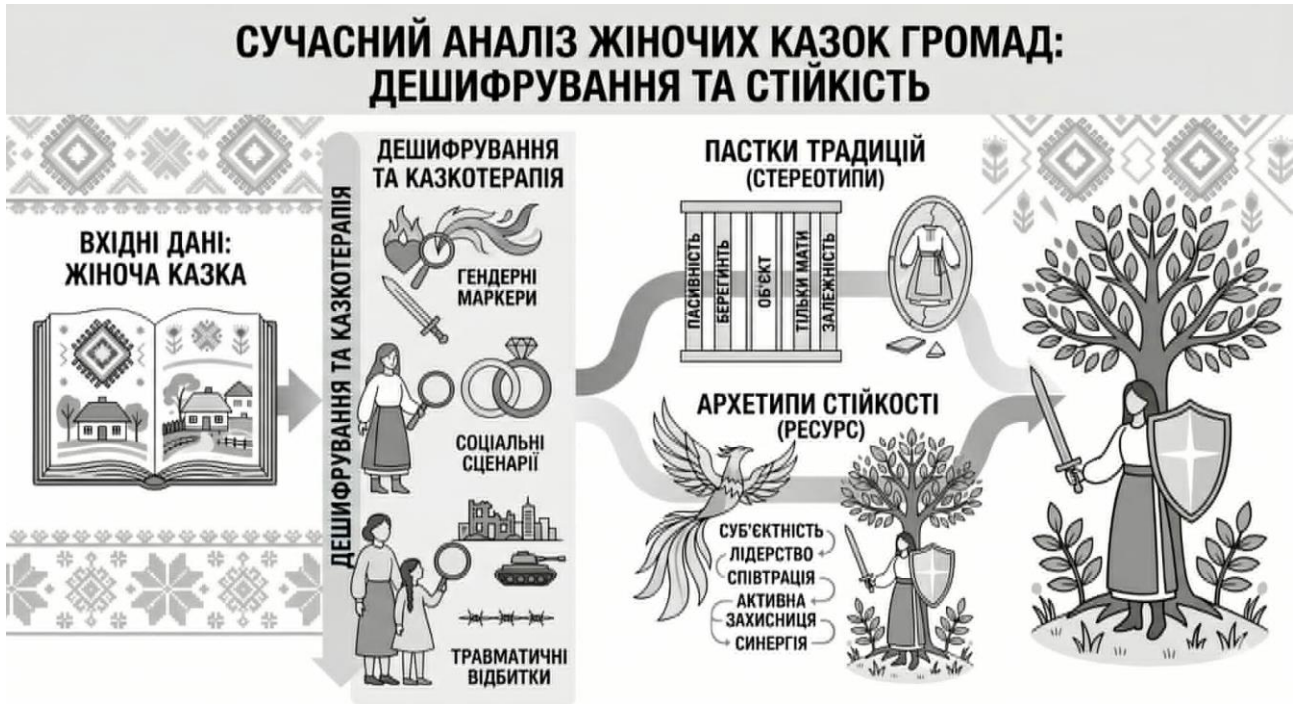 СУЧАСНИЙ АНАЛІЗ ЖІНОЧИХ КАЗОК ГРОМАД:
ДЕШИФРУВАННЯ ТА СТІЙКІСТЬ
ВХІДНІ ДАНІ:
ЖІНОЧА КАЗКА
ДЕШИФРУВАННЯ ТА КАЗКОТЕРАПІЯ
ДЕШИФРУВАННЯ
ТА КАЗКОТЕРАПІЯ
ГЕНДЕРНІ
МАРКЕРИ
СОЦІАЛЬНІ
СЦЕНАРІЇ
ТРАВМАТИЧНІ
ВІДБИТКИ
ПАСТКИ ТРАДИЦІЙ
(СТЕРЕОТИПИ)
ПАСИВНІСТЬ
БЕРЕГИНТЬ
ОБ'ЄКТ
ТІЛЬКИ МАТИ
ЗАЛЕЖНІСТЬ
АРХЕТИПИ СТІЙКОСТІ
(РЕСУРС)
СУБ'ЄКТНІСТЬ
ЛІДЕРСТВО
СПІВТРАЦІЯ
АКТИВНА
ЗАХИСНИЦЯ
СИНЕРГІЯ